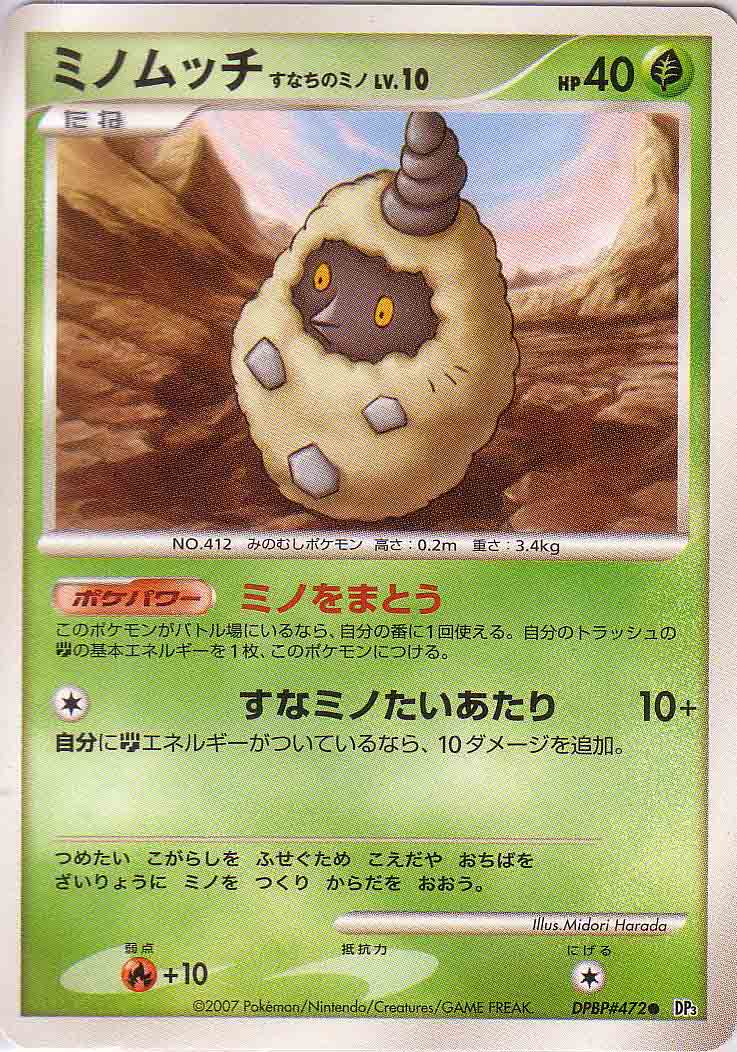 ミノムッチ すなちのミノ LV.10 HP 40
たね
NO.412 みのむしポケモン 高さ:0.2m 重さ:3.4kg
ポケパワー ミノをまとう
このポケモンがバトル場にいるなら、自分の番に1回使える。自分のトラッシュの
の基本エネルギーを1枚、このポケモンにつける。
すなミノたいあたり 10+
自分にエネルギーがついているなら、10ダメージを追加。
つめたい こがらしを ふせぐため こえだや おちばを
ざいりょうに ミノを つくり からだを おおう。
Illus.Midori Harada
弱点 抵抗力 にげる
+10
©2007 Pokémon/Nintendo/Creatures/GAME FREAK. DPBP#472 DP3